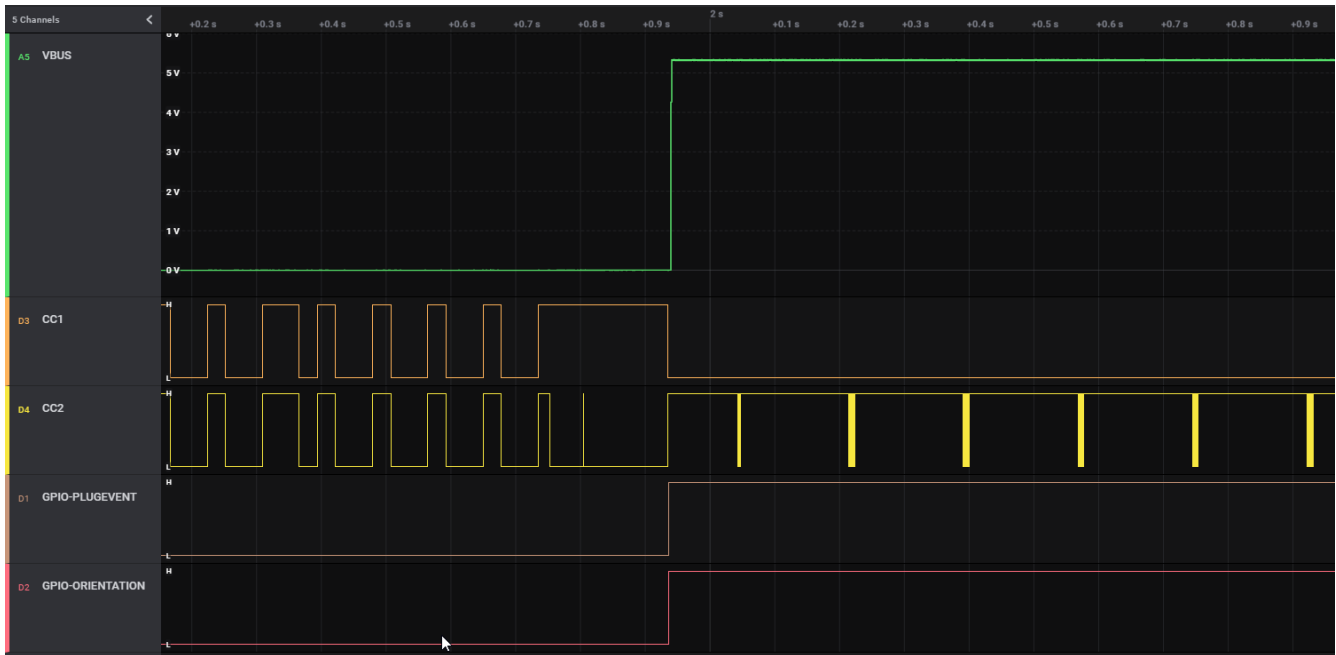 5 Channels <
2 s
+0.2 s +0.3 s +0.4 s +0.5 s +0.6 s +0.7 s +0.8 s +0.9 s +0.1 s +0.2 s +0.3 s +0.4 s +0.5 s +0.6 s +0.7 s +0.8 s +0.9 s
6 V
A5 VBUS
5 V
4 V
3 V
2 V
1 V
0 V
H
D3 CC1
L
H
D4 CC2
L
H
D1 GPIO-PLUGEVENT
L
H
D2 GPIO-ORIENTATION
L